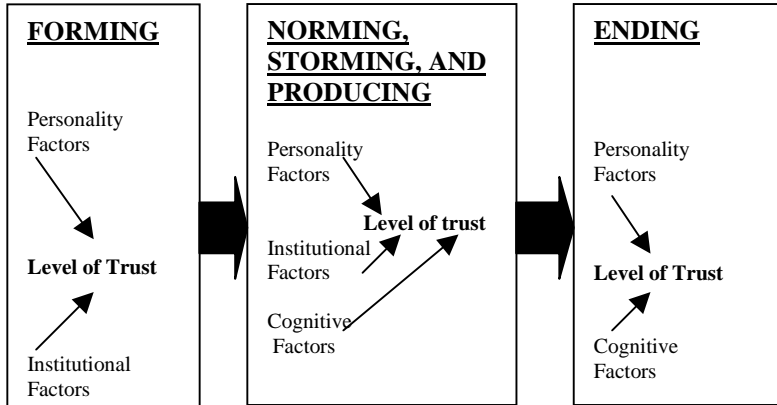 FORMING
Personality
Factors
Level of Trust
Institutional
Factors
NORMING,
STORMING, AND
PRODUCING
Personality
Factors
Level of trust
Institutional
Factors
Cognitive
Factors
ENDING
Personality
Factors
Level of Trust
Cognitive
Factors